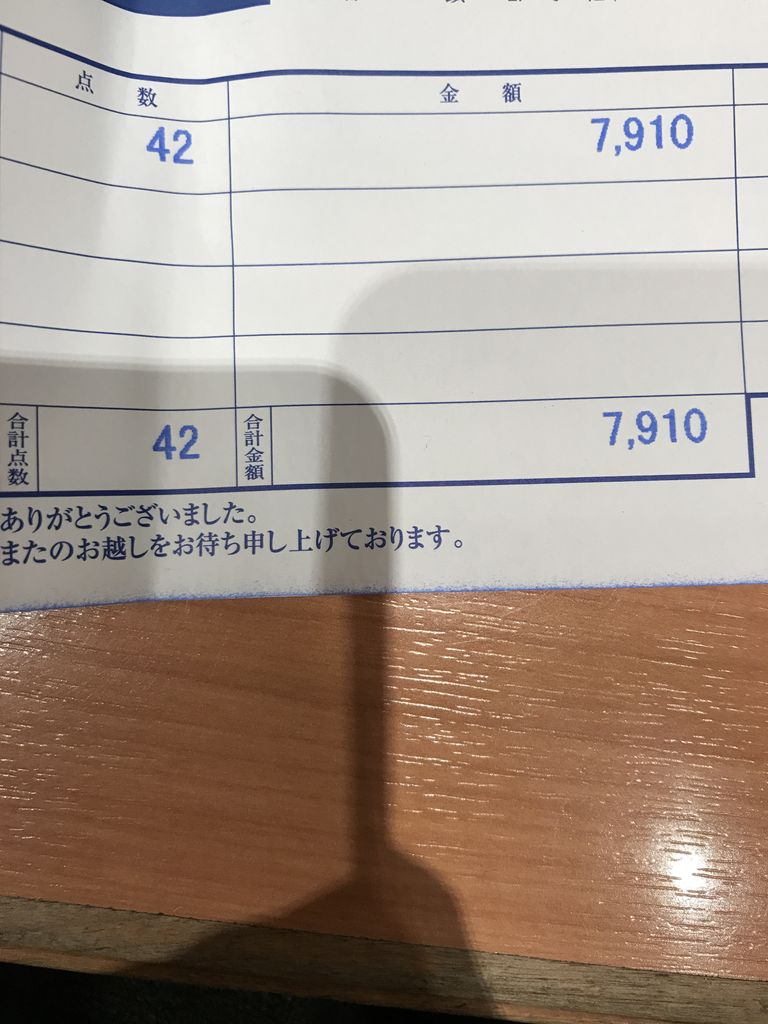 点数 金額
42 7,910
合計点数 42 合計金額 7,910
ありがとうございました。
またのお越しをお待ち申し上げております。